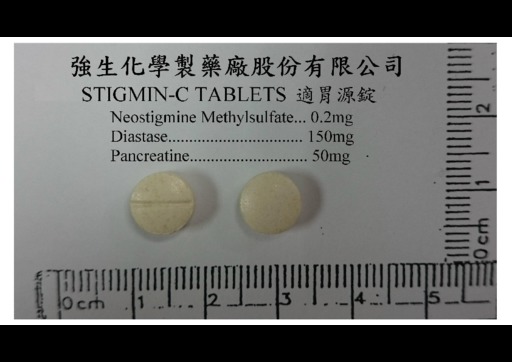 強生化學製藥廠股份有限公司
STIGMIN-C TABLETS 適胃源錠
Neostigmine Methylsulfate... 0.2mg
Diastase................................ 150mg
Pancreatine............................ 50mg
2
1
0cm
0cm 1 2 3 4 5